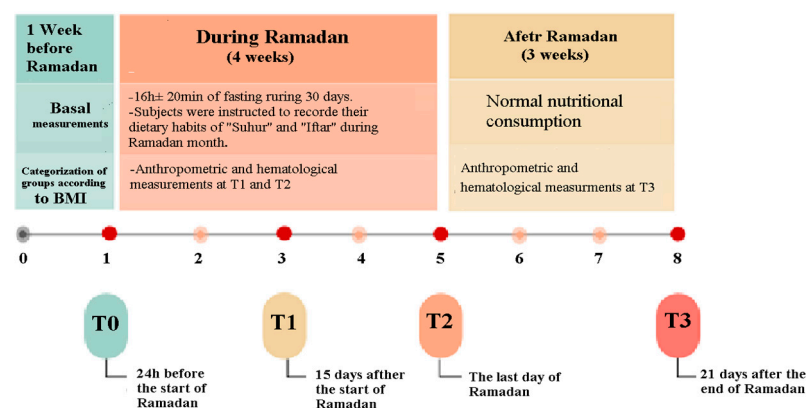 1 Week
before
Ramadan
During Ramadan
(4 weeks)
Afetr Ramadan
(3 weeks)
Basal
measurements
-16h± 20min of fasting ruring 30 days.
-Subjects were instructed to recorde their
dietary habits of "Suhur" and "Iftar" during
Ramadan month.
Normal nutritional
consumption
Categorization of
groups according
to BMI
-Anthropometric and hematological
measurements at T1 and T2
Anthropometric and
hematological measurments at T3
0 1 2 3 4 5 6 7 8
T0
T1
T2
T3
24h before
the start of
Ramadan
15 days afther
the start of
Ramadan
The last day of
Ramadan
21 days after the
end of Ramadan